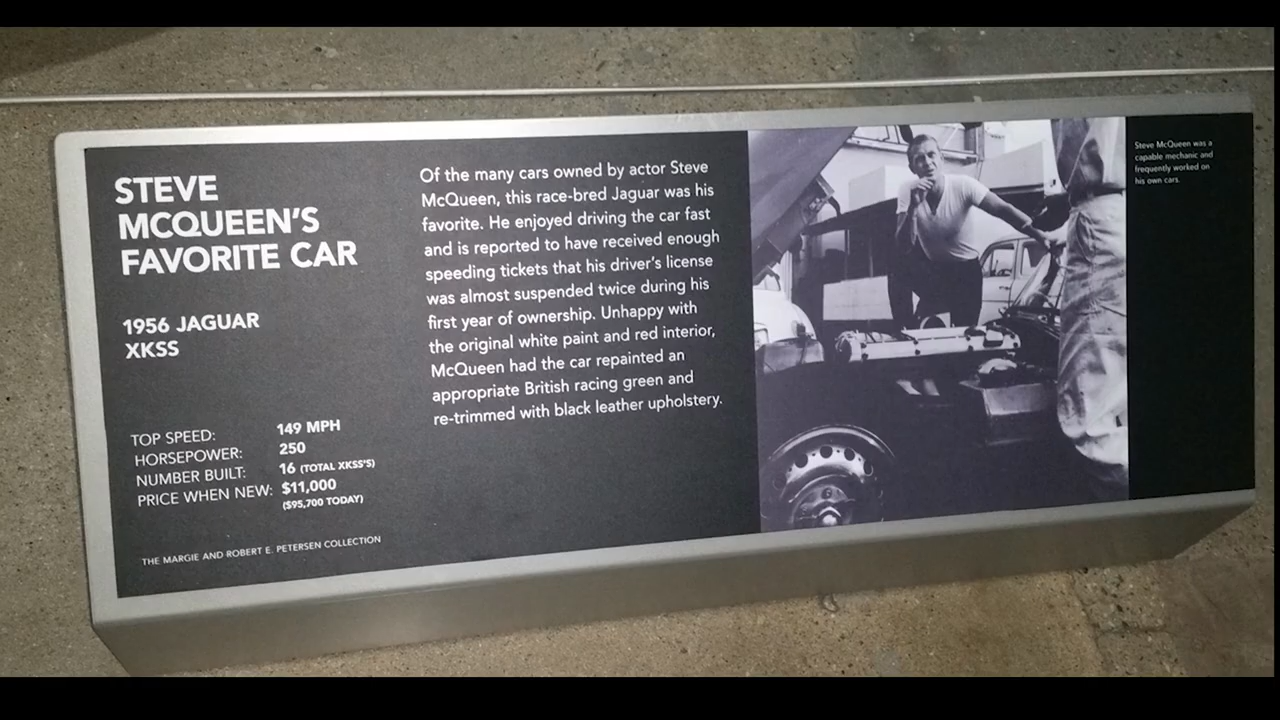 STEVE
MCQUEEN'S
FAVORITE CAR
1956 JAGUAR
XKSS
TOP SPEED: 149 MPH
HORSEPOWER: 250
NUMBER BUILT: 16 (TOTAL XKSS'S)
PRICE WHEN NEW: $11,000
($95,700 TODAY)
THE MARGIE AND ROBERT E. PETERSEN COLLECTION
Of the many cars owned by actor Steve
McQueen, this race-bred Jaguar was his
favorite. He enjoyed driving the car fast
and is reported to have received enough
speeding tickets that his driver's license
was almost suspended twice during his
first year of ownership. Unhappy with
the original white paint and red interior,
McQueen had the car repainted an
appropriate British racing green and
re-trimmed with black leather upholstery.
Steve McQueen was a
capable mechanic and
frequently worked on
his own cars.